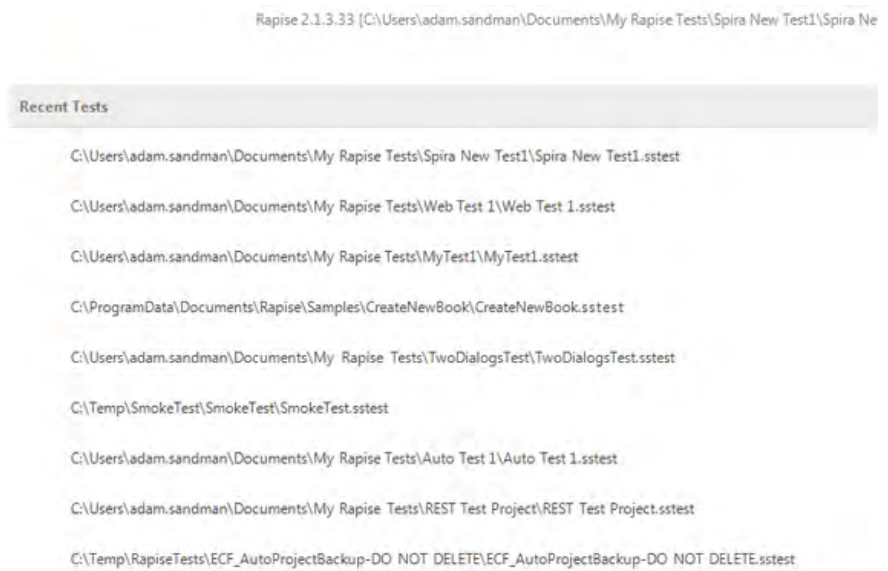 Rapise 2.1.3.33 [C:\Users\adam.sandman\Documents\My Rapise Tests\Spira New Test1\Spira Ne
Recent Tests
C:\Users\adam.sandman\Documents\My Rapise Tests\Spira New Test1\Spira New Test1.sstest
C:\Users\adam.sandman\Documents\My Rapise Tests\Web Test 1\Web Test 1.sstest
C:\Users\adam.sandman\Documents\My Rapise Tests\MyTest1\MyTest1.sstest
C:\ProgramData\Documents\Rapise\Samples\CreateNewBook\CreateNewBook.sstest
C:\Users\adam.sandman\Documents\My Rapise Tests\TwoDialogsTest\TwoDialogsTest.sstest
C:\Temp\SmokeTest\SmokeTest\SmokeTest.sstest
C:\Users\adam.sandman\Documents\My Rapise Tests\Auto Test 1\Auto Test 1.sstest
C:\Users\adam.sandman\Documents\My Rapise Tests\REST Test Project\REST Test Project.sstest
C:\Temp\RapiseTests\ECF_AutoProjectBackup-DO NOT DELETE\ECF_AutoProjectBackup-DO NOT DELETE.sstest